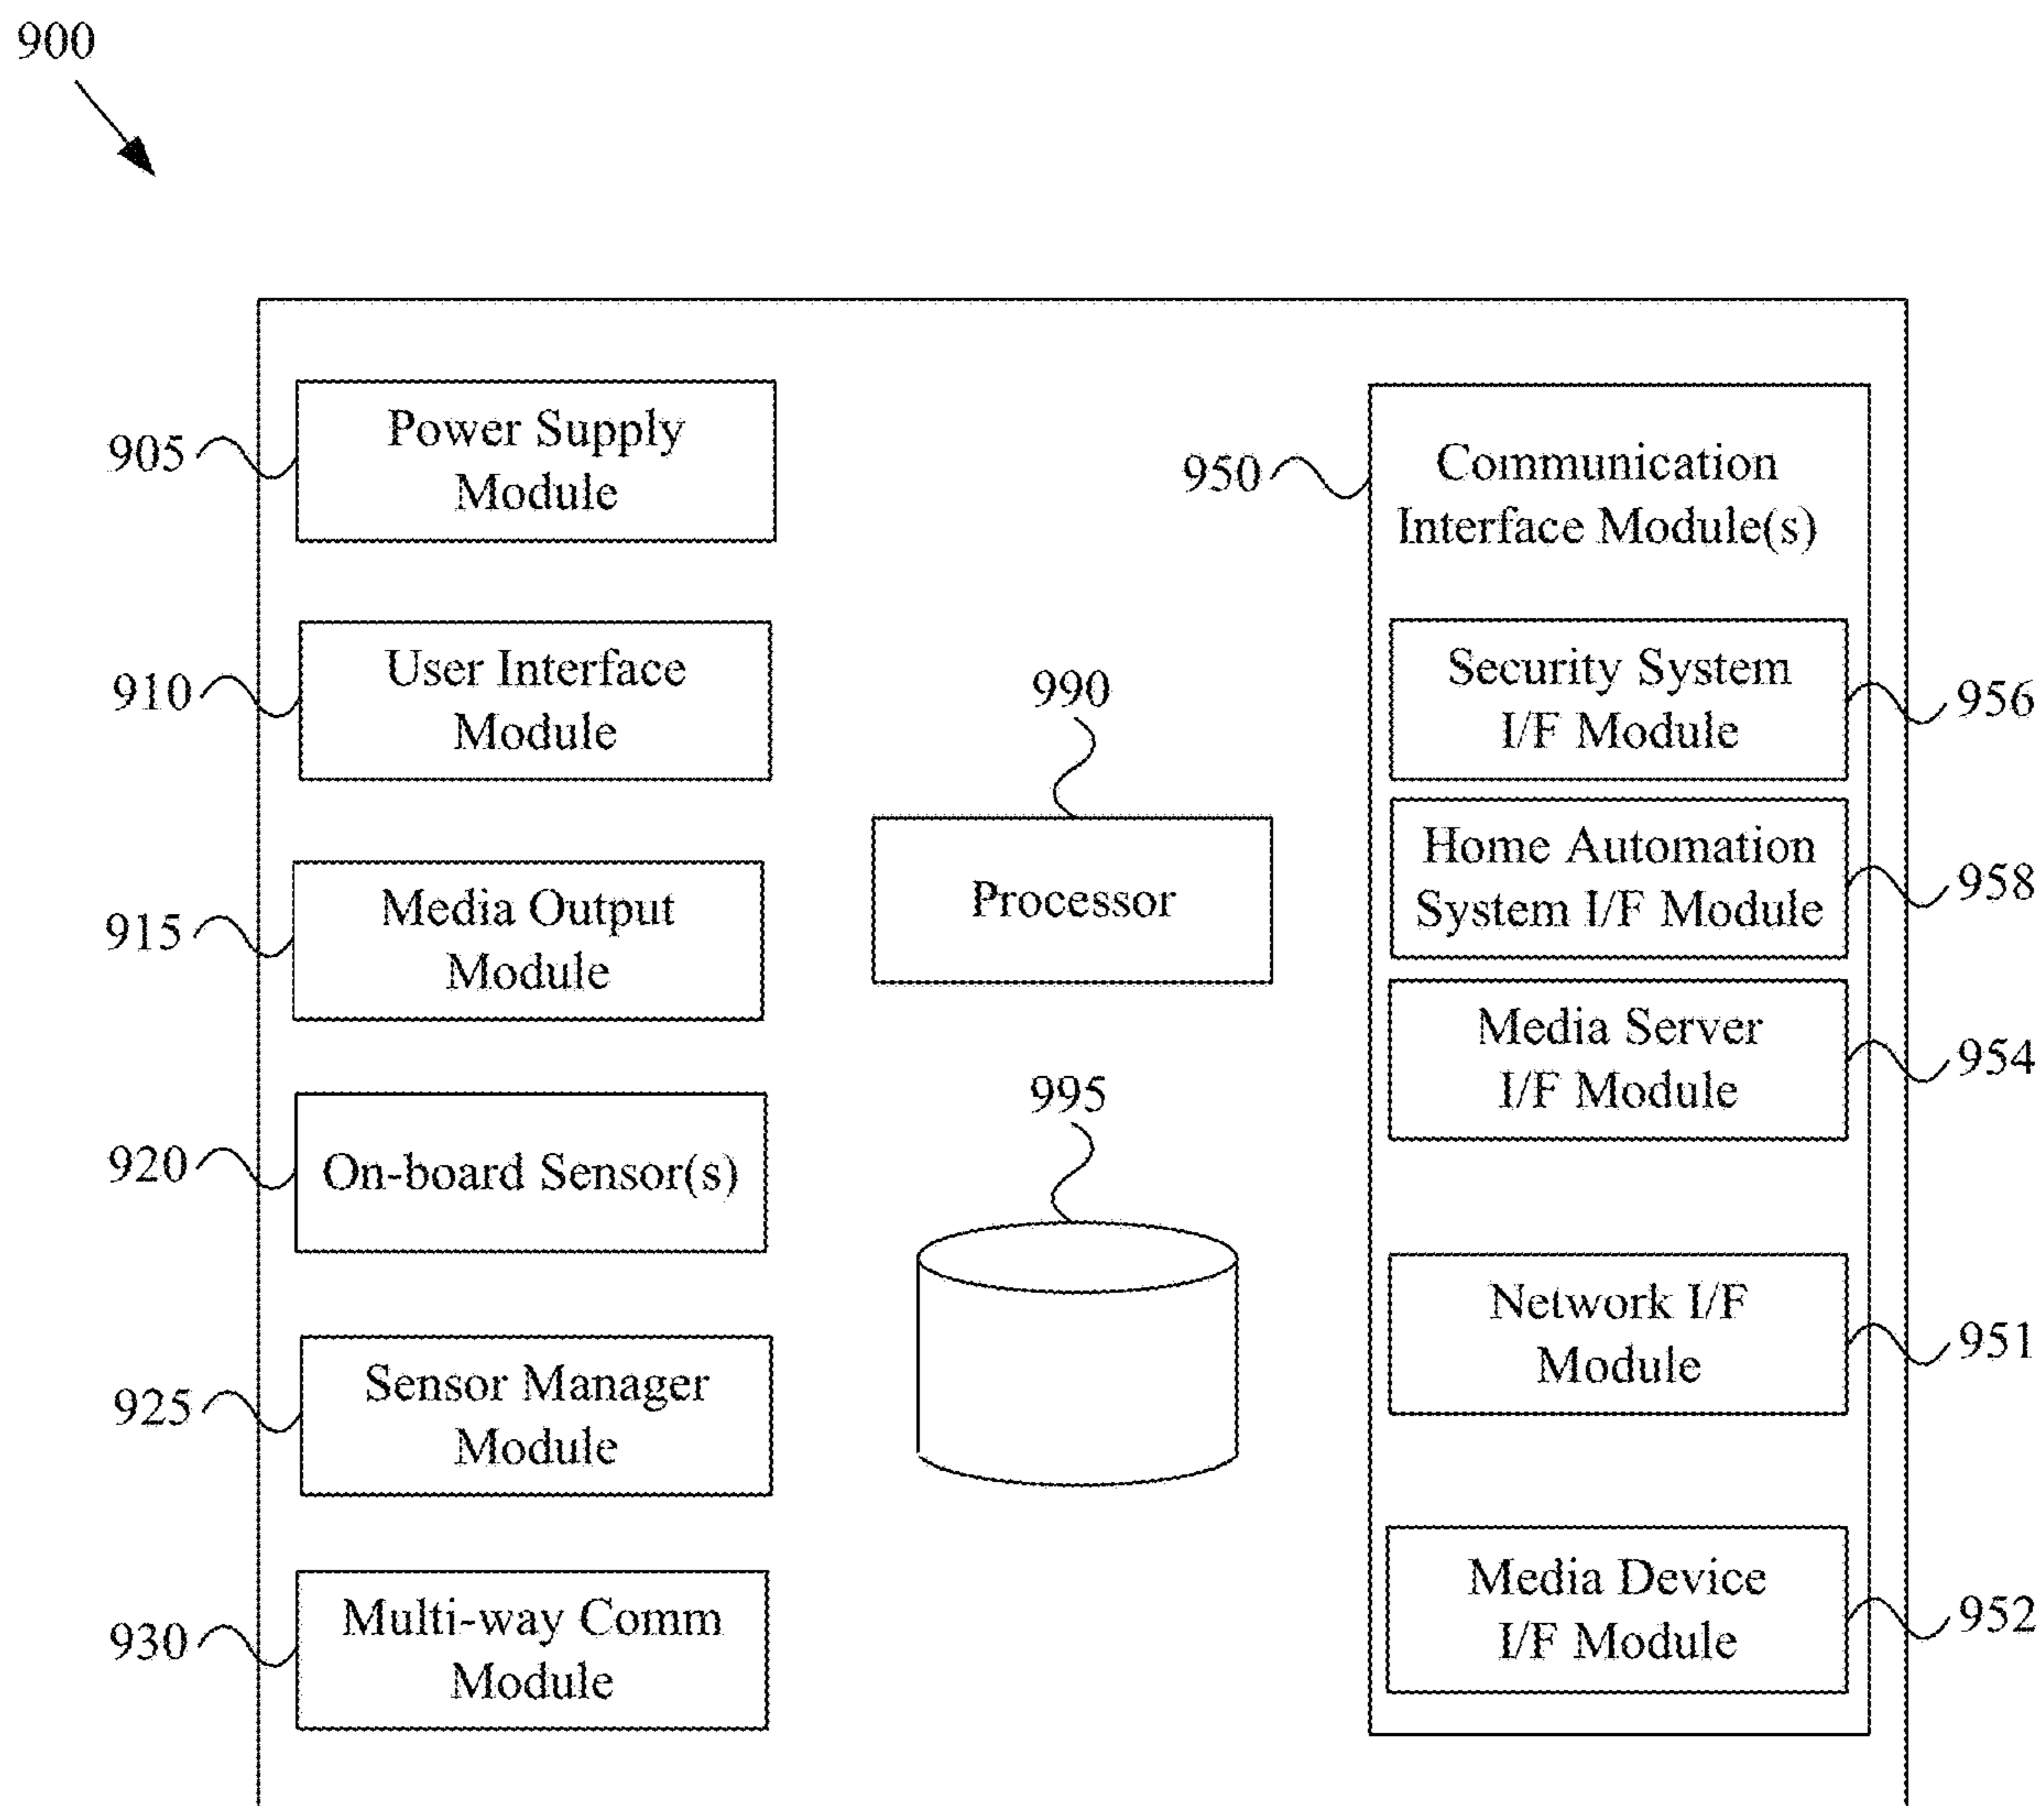 900
905
Power Supply
Module
910
User Interface
Module
915
Media Output
Module
920
On-board Sensor(s)
925
Sensor Manager
Module
930
Multi-way Comm
Module
990
Processor
995
950
Communication
Interface Module(s)
Security System
I/F Module
956
Home Automation
System I/F Module
958
Media Server
I/F Module
954
Network I/F
Module
951
Media Device
I/F Module
952